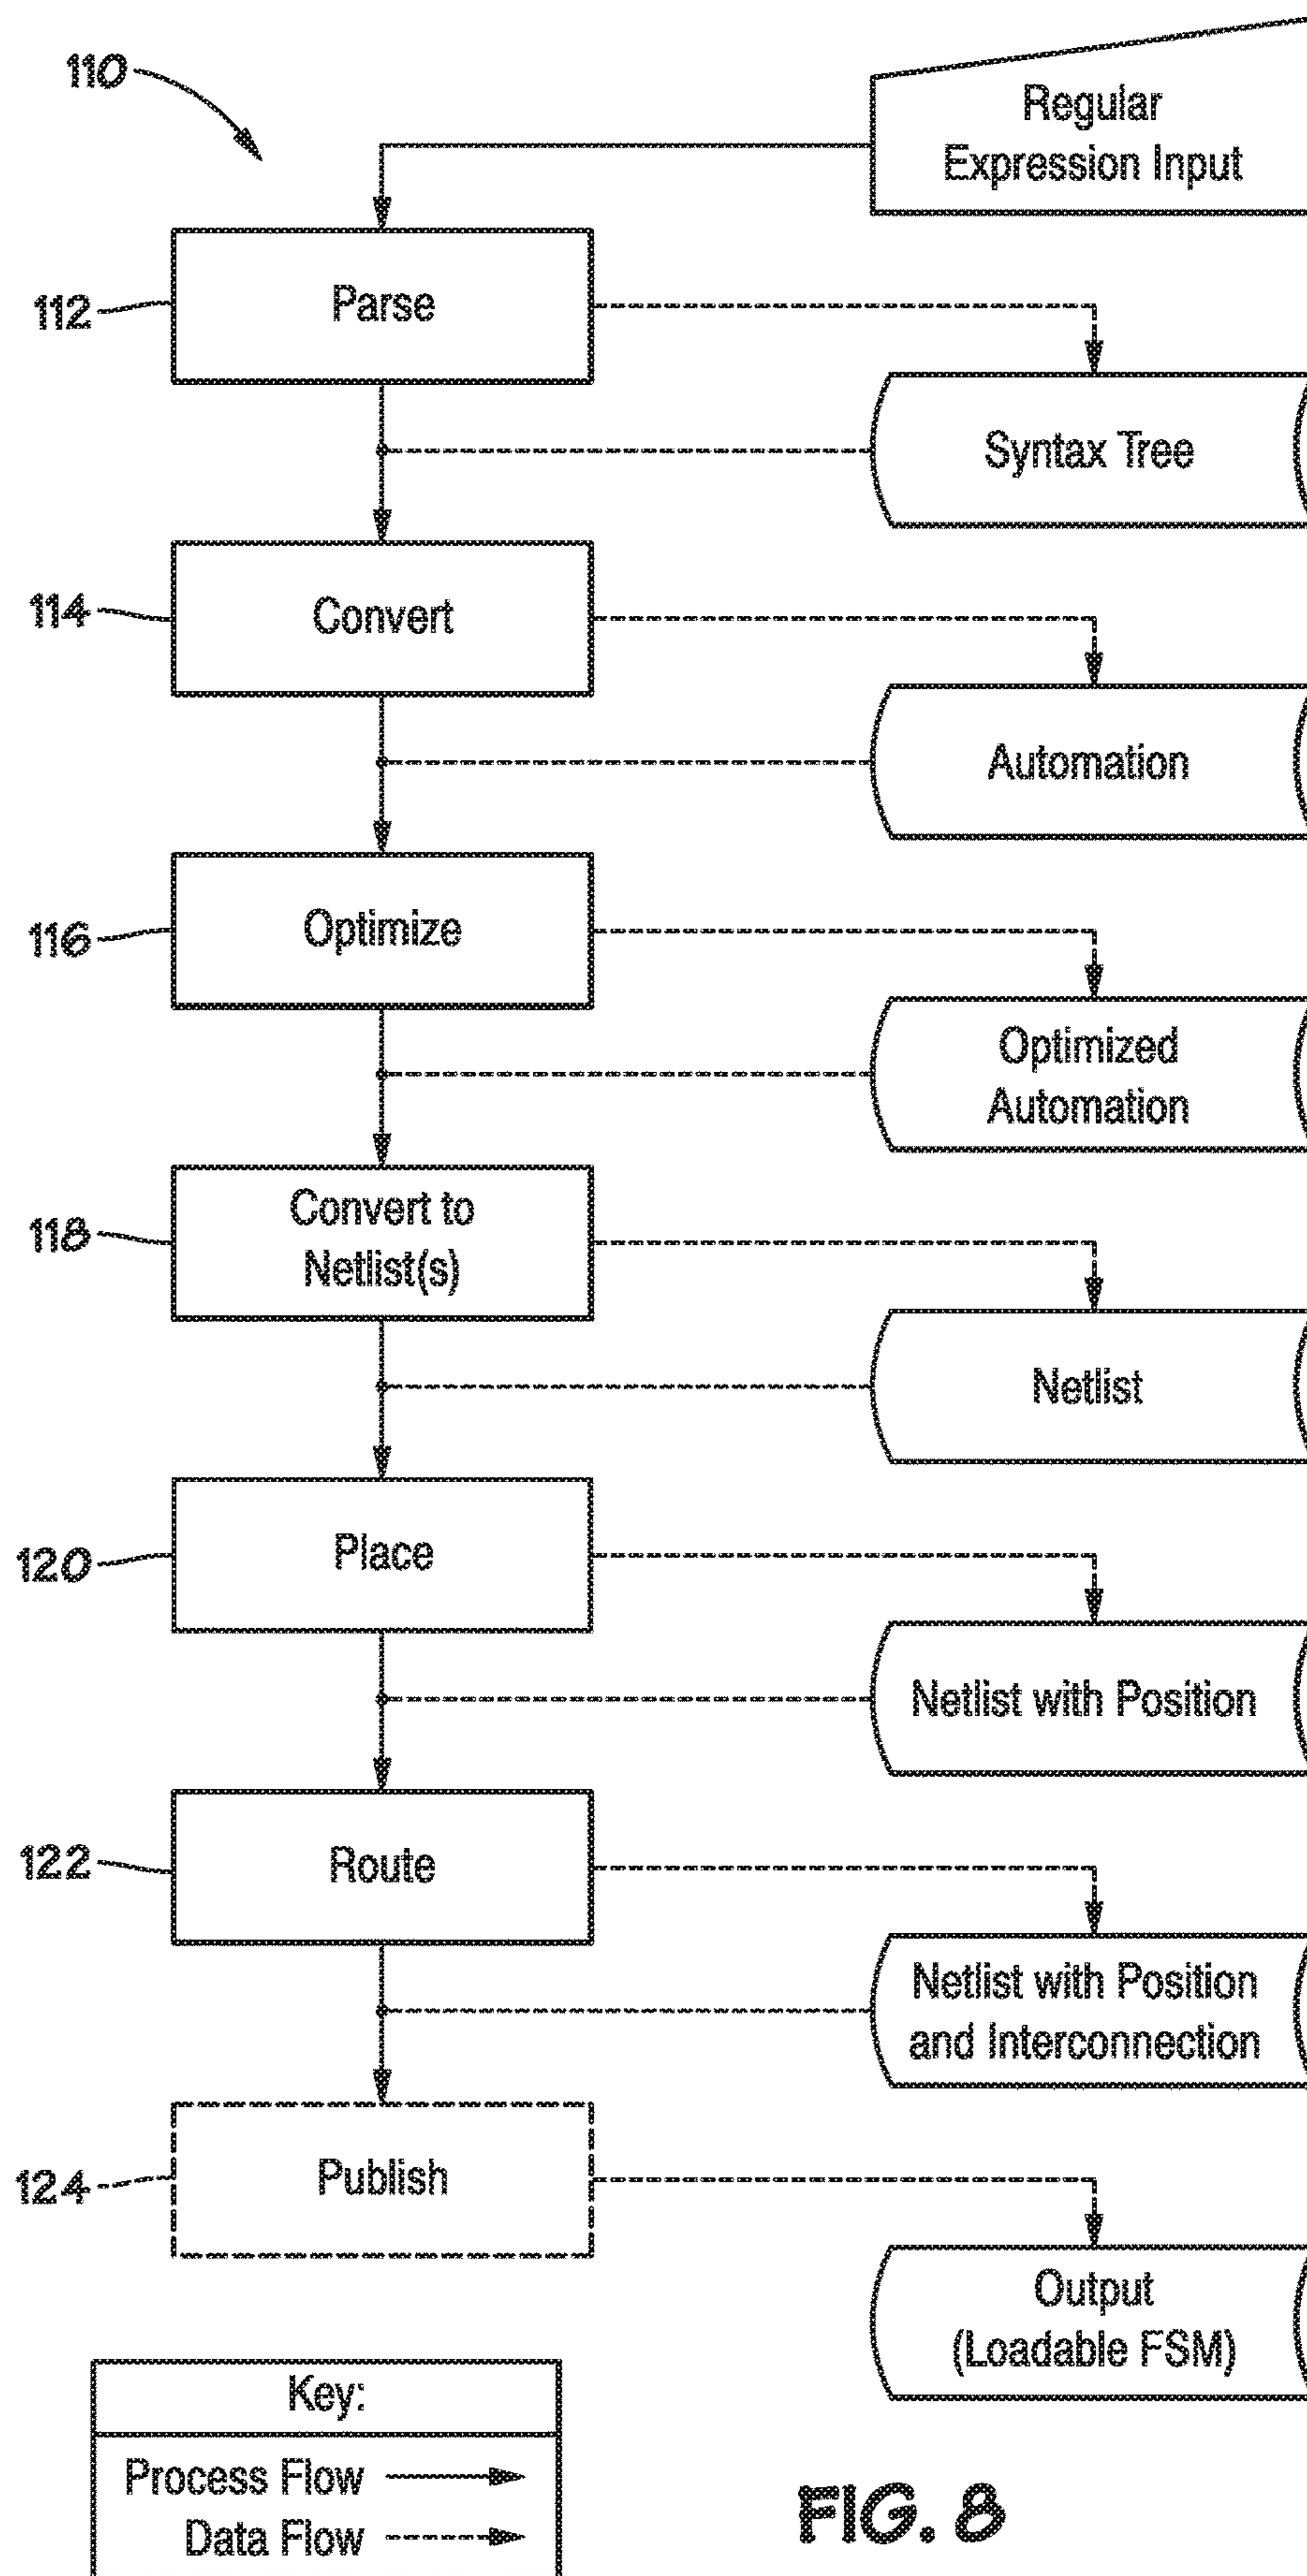 110
Regular
Expression Input
112
Parse
Syntax Tree
114
Convert
Automation
116
Optimize
Optimized
Automation
118
Convert to
Netlist(s)
Netlist
120
Place
Netlist with Position
122
Route
Netlist with Position
and Interconnection
124
Publish
Output
(Loadable FSM)
Key:
Process Flow
Data Flow
FIG. 8